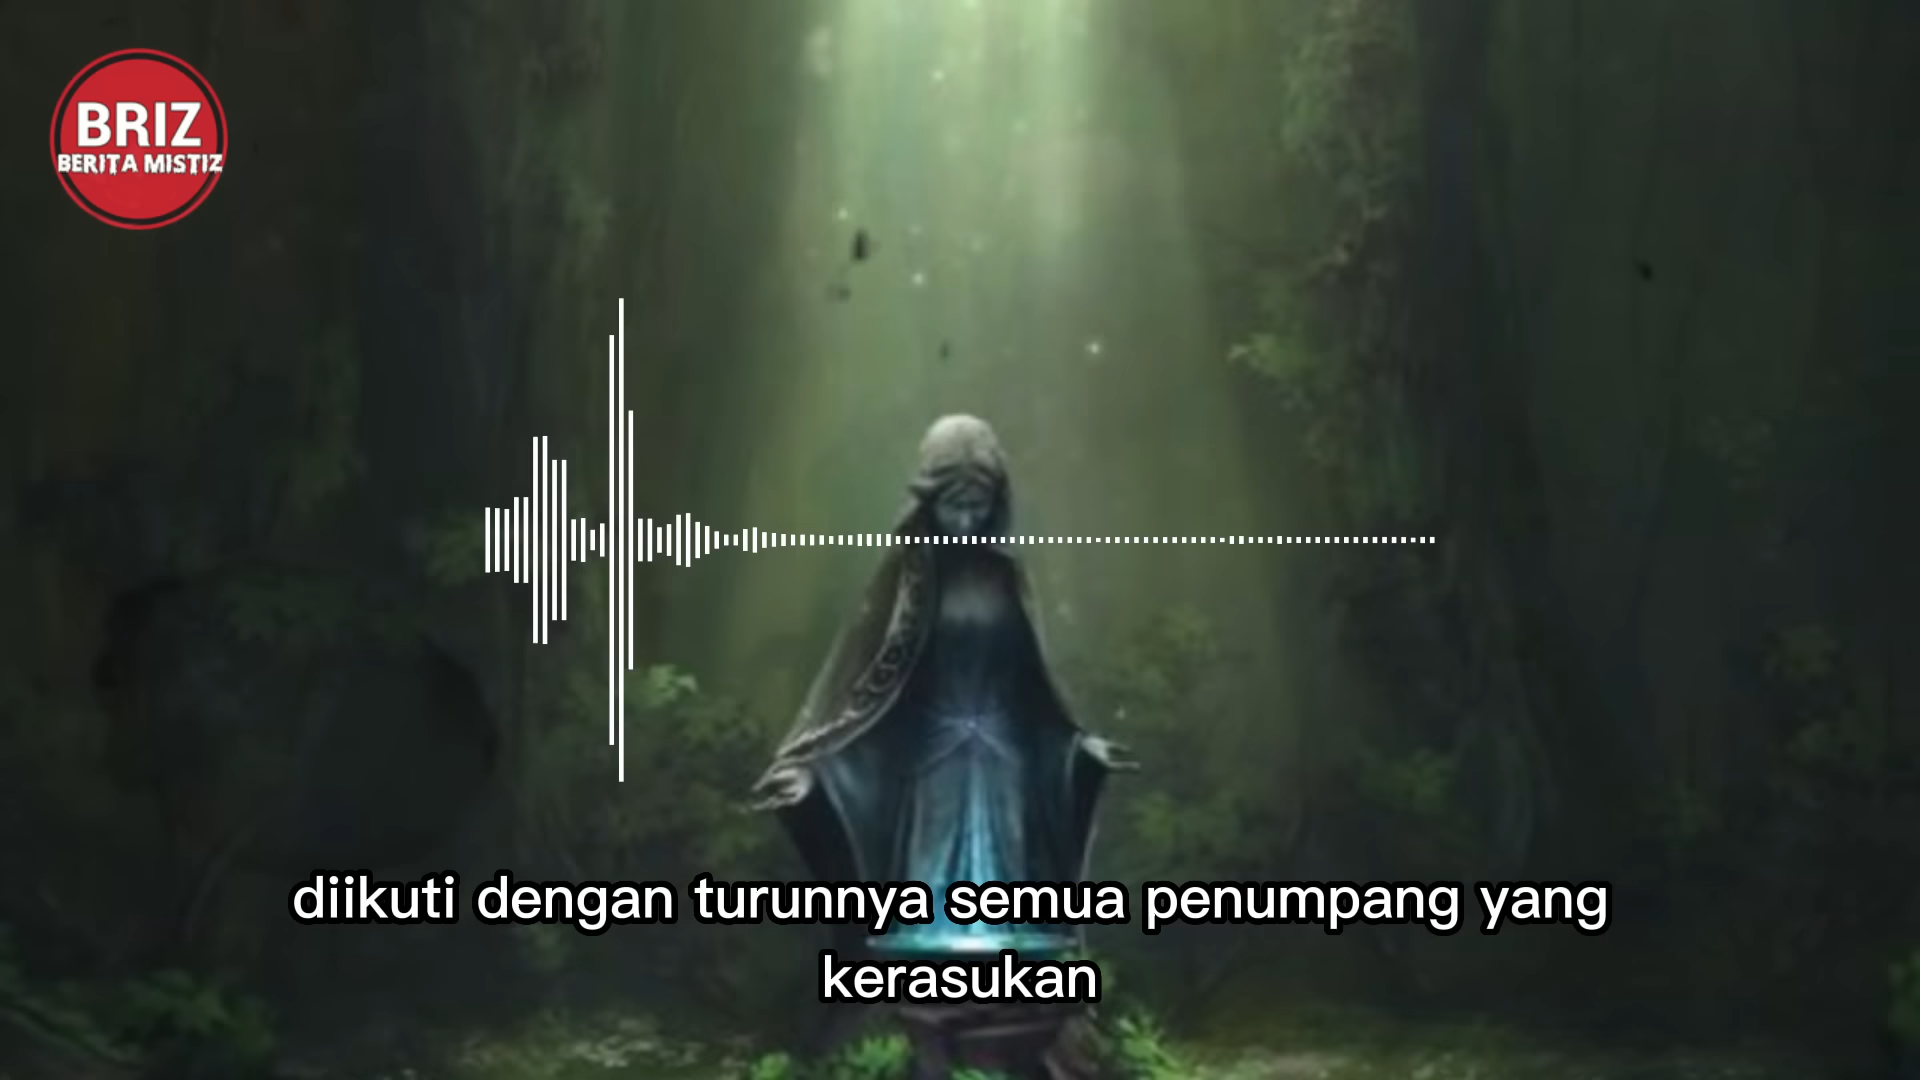 BRIZ
BERITA MISTIZ
diikuti dengan turunnya semua penumpang yang
kerasukan